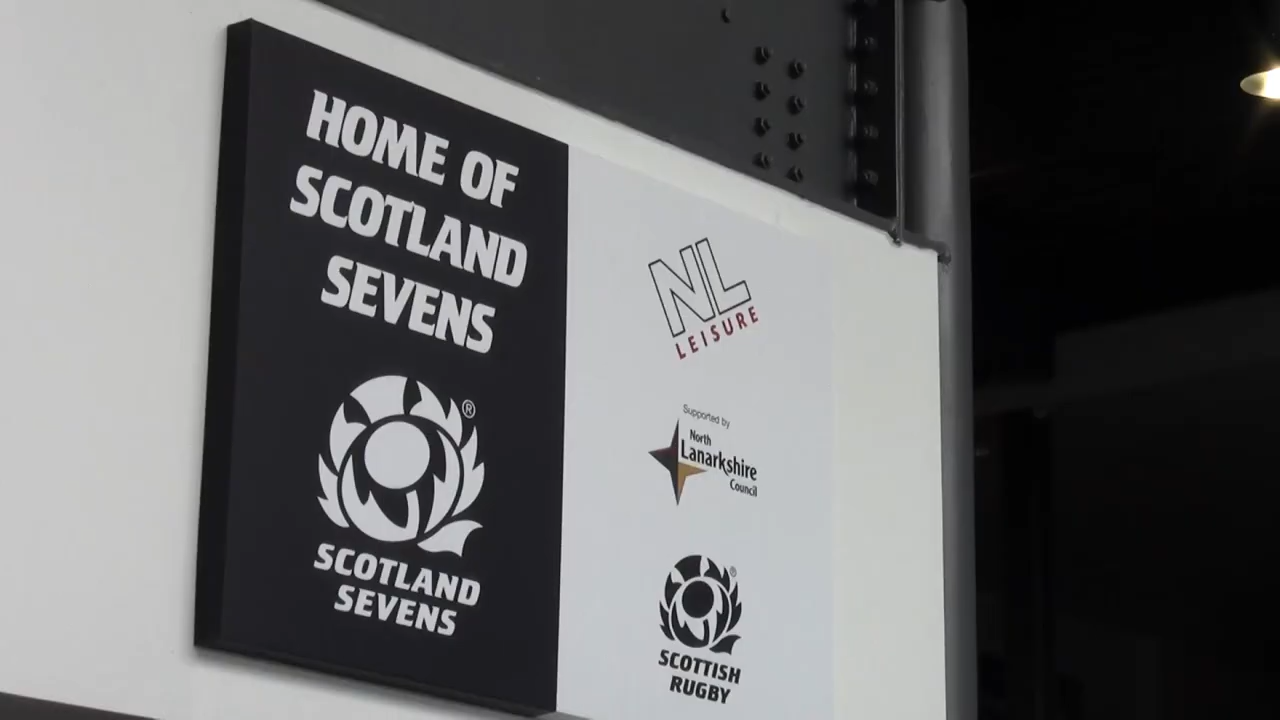 HOME OF
SCOTLAND
SEVENS
®
SCOTLAND
SEVENS
NL
LEISURE
Supported by
North
Lanarkshire
Council
®
SCOTTISH
RUGBY